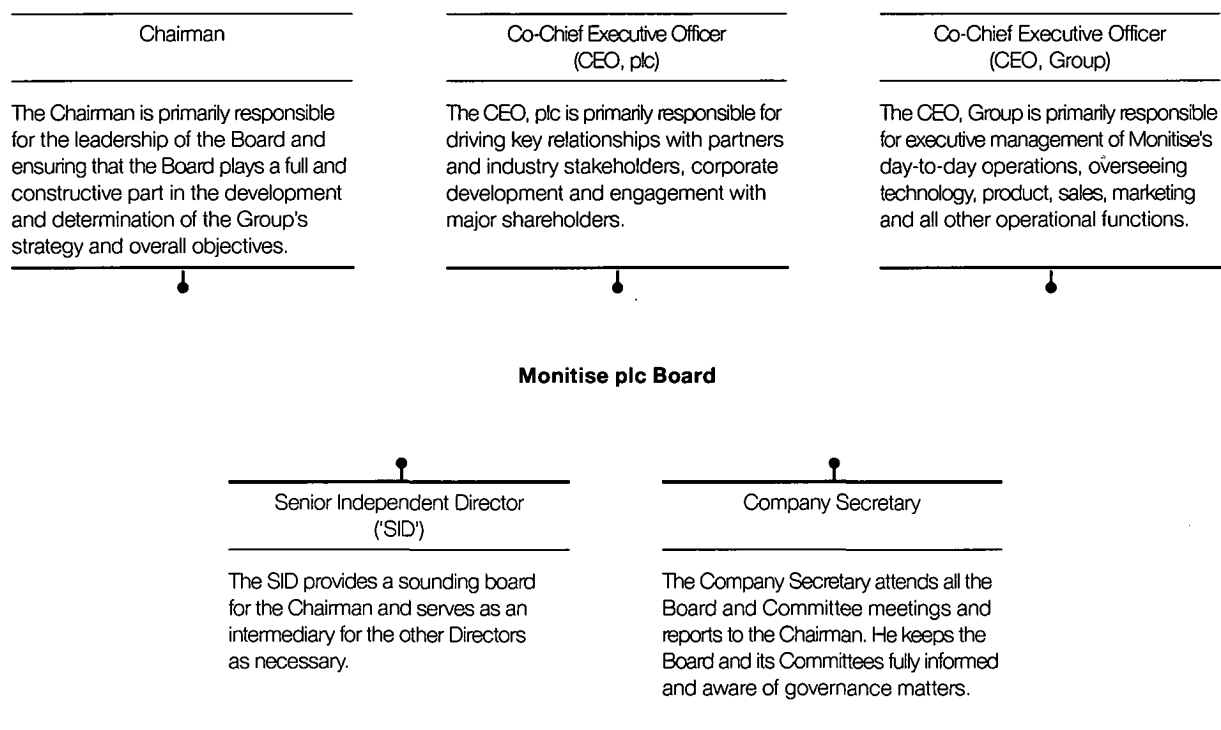 Chairman
The Chairman is primarily responsible
for the leadership of the Board and
ensuring that the Board plays a full and
constructive part in the development
and determination of the Group's
strategy and overall objectives.
Co-Chief Executive Officer
(CEO, plc)
The CEO, plc is primarily responsible for
driving key relationships with partners
and industry stakeholders, corporate
development and engagement with
major shareholders.
Co-Chief Executive Officer
(CEO, Group)
The CEO, Group is primarily responsible
for executive management of Monitise's
day-to-day operations, overseeing
technology, product, sales, marketing
and all other operational functions.
Monitise plc Board
Senior Independent Director
('SID')
The SID provides a sounding board
for the Chairman and serves as an
intermediary for the other Directors
as necessary.
Company Secretary
The Company Secretary attends all the
Board and Committee meetings and
reports to the Chairman. He keeps the
Board and its Committees fully informed
and aware of governance matters.